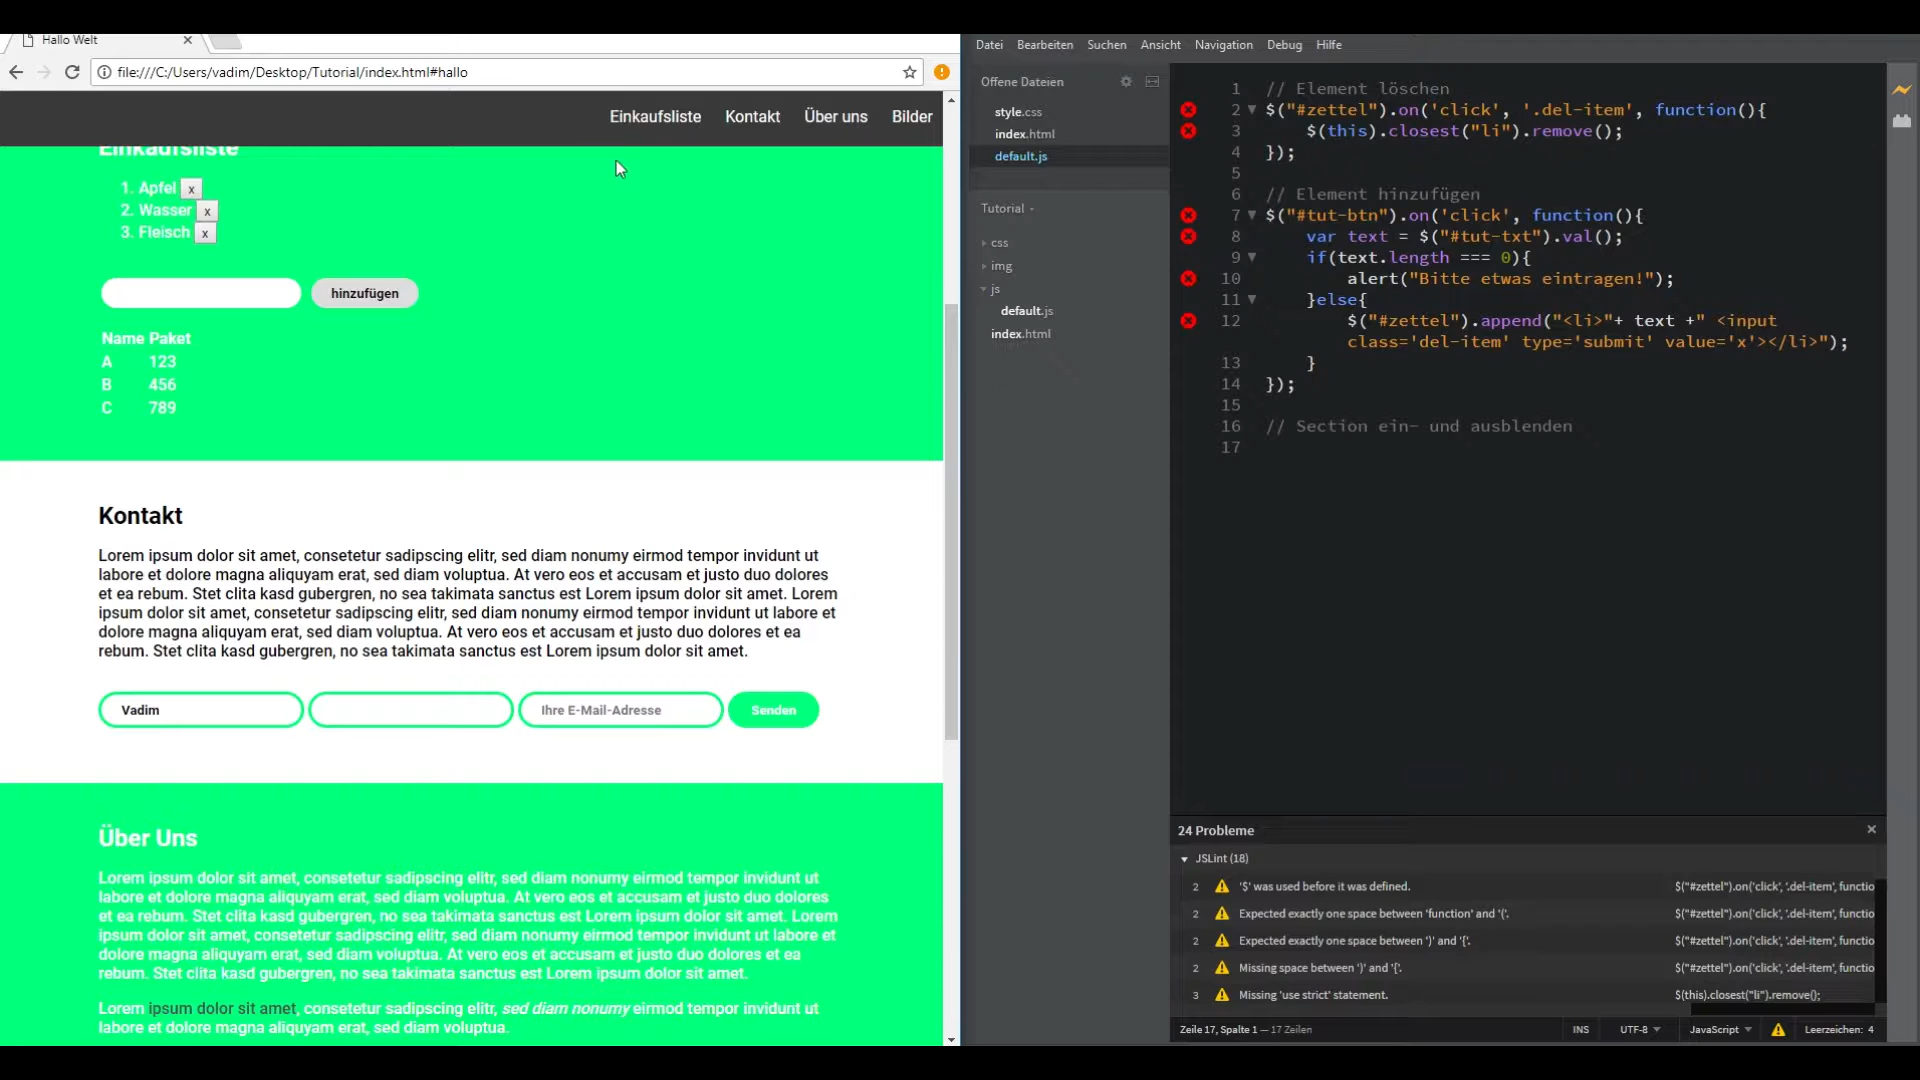 Hallo Welt
file:///C:/Users/vadim/Desktop/Tutorial/index.html#hallo
Einkaufsliste Kontakt Über uns Bilder
Einkaufsliste
1. Apfel x
2. Wasser x
3. Fleisch x
hinzufügen
Name Paket
A 123
B 456
C 789
Kontakt
Lorem ipsum dolor sit amet, consetetur sadipscing elitr, sed diam nonumy eirmod tempor invidunt ut
labore et dolore magna aliquyam erat, sed diam voluptua. At vero eos et accusam et justo duo dolores
et ea rebum. Stet clita kasd gubergren, no sea takimata sanctus est Lorem ipsum dolor sit amet. Lorem
ipsum dolor sit amet, consetetur sadipscing elitr, sed diam nonumy eirmod tempor invidunt ut labore et
dolore magna aliquyam erat, sed diam voluptua. At vero eos et accusam et justo duo dolores et ea
rebum. Stet clita kasd gubergren, no sea takimata sanctus est Lorem ipsum dolor sit amet.
Vadim Ihre E-Mail-Adresse Senden
Über Uns
Lorem ipsum dolor sit amet, consetetur sadipscing elitr, sed diam nonumy eirmod tempor invidunt ut
labore et dolore magna aliquyam erat, sed diam voluptua. At vero eos et accusam et justo duo dolores
et ea rebum. Stet clita kasd gubergren, no sea takimata sanctus est Lorem ipsum dolor sit amet. Lorem
ipsum dolor sit amet, consetetur sadipscing elitr, sed diam nonumy eirmod tempor invidunt ut labore et
dolore magna aliquyam erat, sed diam voluptua. At vero eos et accusam et justo duo dolores et ea
rebum. Stet clita kasd gubergren, no sea takimata sanctus est Lorem ipsum dolor sit amet.
Lorem ipsum dolor sit amet, consetetur sadipscing elitr, sed diam nonumy eirmod tempor invidunt ut
labore et dolore magna aliquyam erat, sed diam voluptua.
Datei Bearbeiten Suchen Ansicht Navigation Debug Hilfe
Offene Dateien
style.css
index.html
default.js
Tutorial
css
img
js
default.js
index.html
1 // Element löschen
2 $("#zettel").on('click', '.del-item', function(){
3 $(this).closest("li").remove();
4 });
5
6 // Element hinzufügen
7 $("#tut-btn").on('click', function(){
8 var text = $("#tut-txt").val();
9 if(text.length === 0){
10 alert("Bitte etwas eintragen!");
11 }else{
12 $("#zettel").append("<li>"+ text +" <input
class='del-item' type='submit' value='x'></li>");
13 }
14 });
15
16 // Section ein- und ausblenden
17
24 Probleme
JSLint (18)
2 '$' was used before it was defined. $("#zettel").on('click', '.del-item', functio
2 Expected exactly one space between 'function' and '('. $("#zettel").on('click', '.del-item', functio
2 Expected exactly one space between ')' and '{'. $("#zettel").on('click', '.del-item', functio
2 Missing space between ')' and '{'. $("#zettel").on('click', '.del-item', functio
3 Missing 'use strict' statement. $(this).closest("li").remove();
Zeile 17, Spalte 1 — 17 Zeilen INS UTF-8 JavaScript Leerzeichen: 4